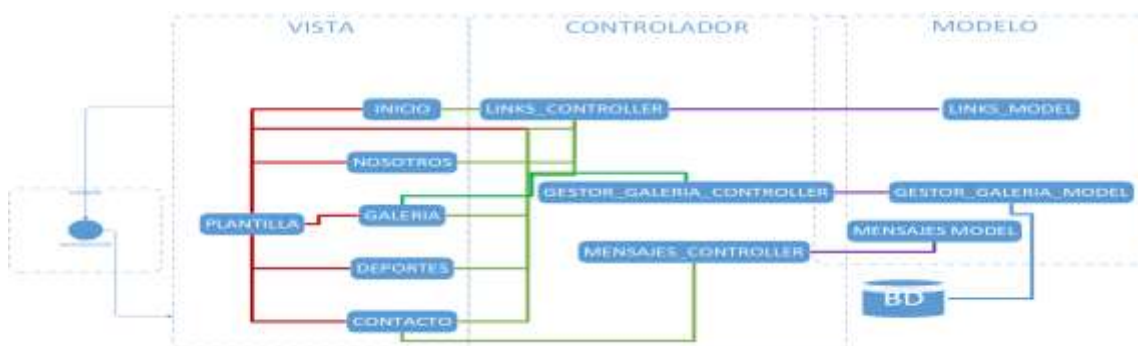 VISTA
CONTROLADOR
MODELO
INICIO
LINKS_CONTROLLER
LINKS_MODEL
NOSOTROS
GESTOR_GALERIA_CONTROLLER
GESTOR_GALERIA_MODEL
GALERIA
PLANTILLA
MENSAJES MODEL
MENSAJES_CONTROLLER
DEPORTES
BD
CONTACTO